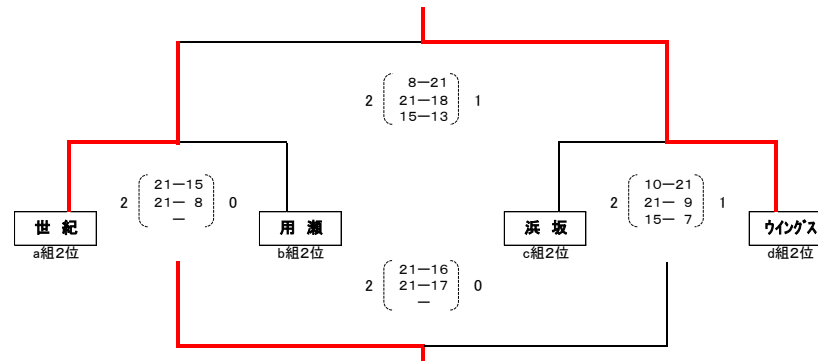 8－21
2 21－18 1
15－13
21－15
2 21－ 8 0
－
10－21
2 21－ 9 1
15－ 7
世 紀
用 瀬
浜 坂
ウイングス
a組2位
b組2位
c組2位
d組2位
21－16
2 21－17 0
－